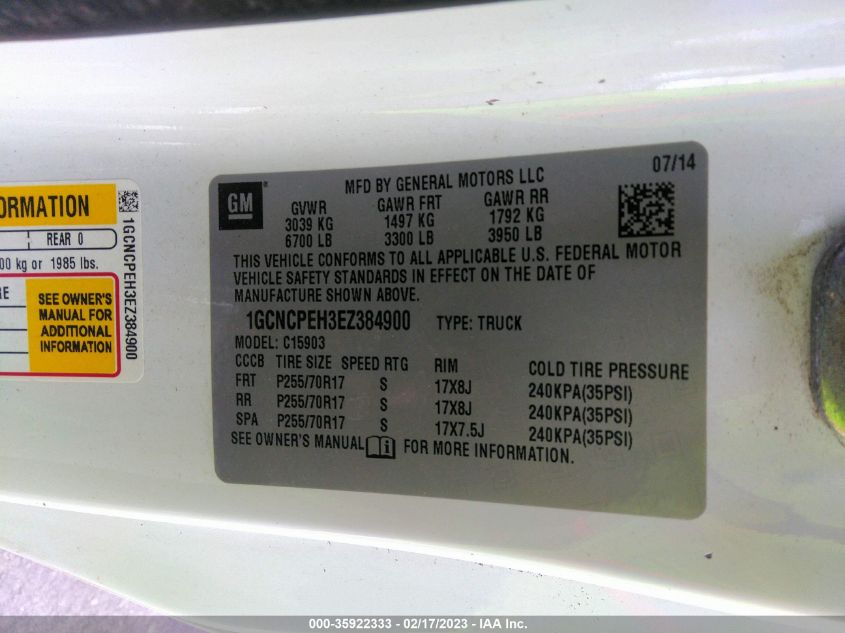 ORMATION
REAR 0
00 kg or 1985 lbs.
RE
SEE OWNER'S
MANUAL FOR
ADDITIONAL
INFORMATION
1GCNCPEH3EZ384900
GM
MFD BY GENERAL MOTORS LLC
07/14
GVWR GAWR FRT GAWR RR
3039 KG 1497 KG 1792 KG
6700 LB 3300 LB 3950 LB
THIS VEHICLE CONFORMS TO ALL APPLICABLE U.S. FEDERAL MOTOR
VEHICLE SAFETY STANDARDS IN EFFECT ON THE DATE OF
MANUFACTURE SHOWN ABOVE.
1GCNCPEH3EZ384900 TYPE: TRUCK
MODEL: C15903
CCCB TIRE SIZE SPEED RTG RIM COLD TIRE PRESSURE
FRT P255/70R17 S 17X8J 240KPA(35PSI)
RR P255/70R17 S 17X8J 240KPA(35PSI)
SPA P255/70R17 S 17X7.5J 240KPA(35PSI)
SEE OWNER'S MANUAL FOR MORE INFORMATION.
000-35922333 - 02/17/2023 - IAA Inc.